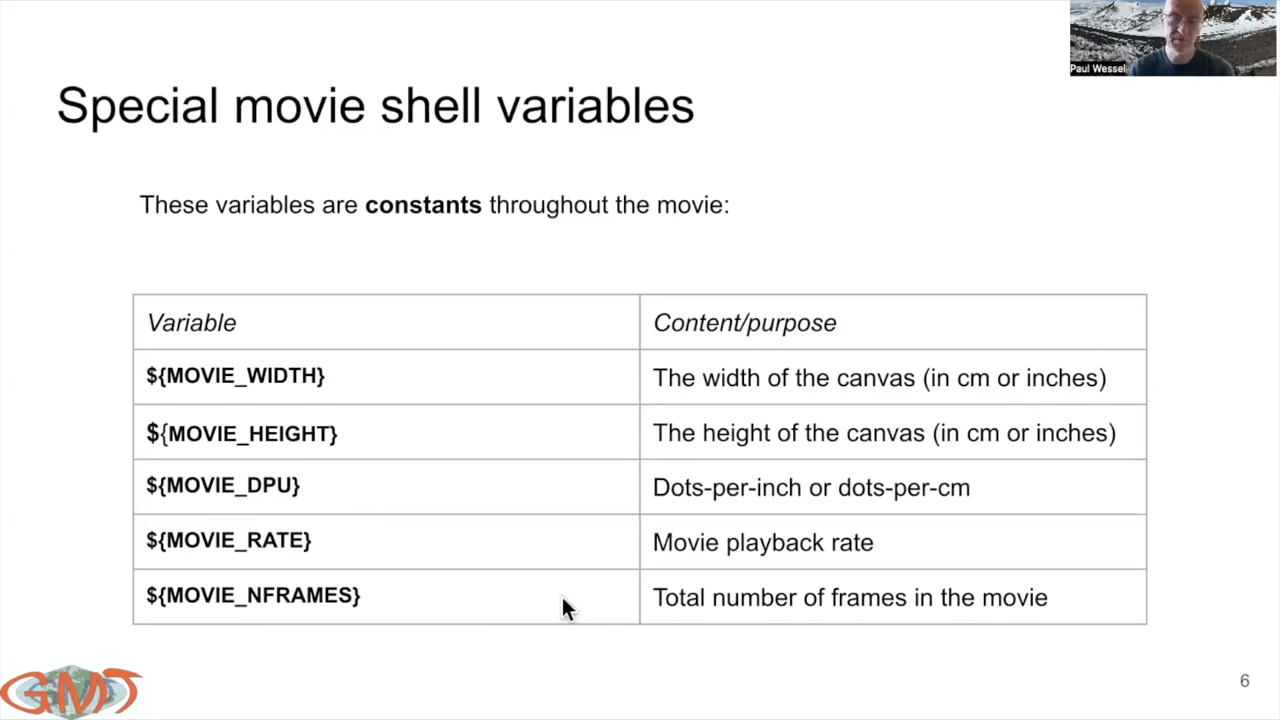 Paul Wessel
Special movie shell variables
These variables are constants throughout the movie:
Variable Content/purpose
${MOVIE_WIDTH} The width of the canvas (in cm or inches)
${MOVIE_HEIGHT} The height of the canvas (in cm or inches)
${MOVIE_DPU} Dots-per-inch or dots-per-cm
${MOVIE_RATE} Movie playback rate
${MOVIE_NFRAMES} Total number of frames in the movie
GMT
6